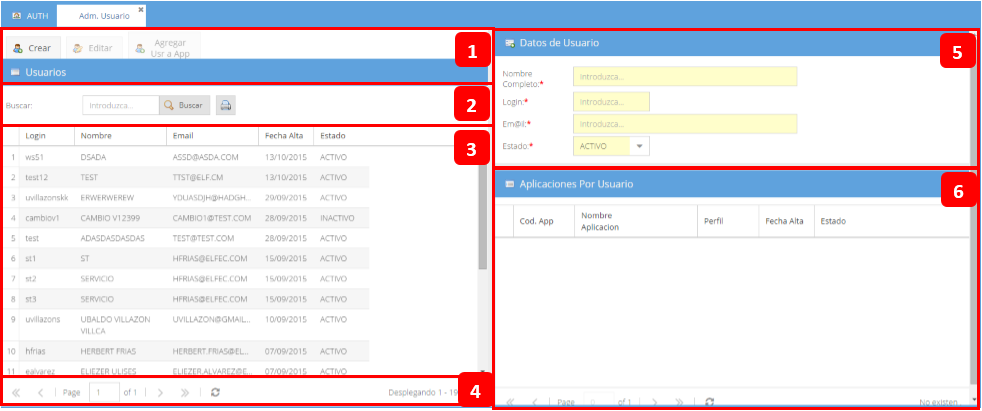 AUTH
Adm. Usuario
Crear
Editar
Agregar
Usr a App
1
Usuarios
Buscar:
Introduzca...
Buscar
2
Login Nombre Email Fecha Alta Estado
3
1 ws51 DSADA ASSD@ASDA.COM 13/10/2015 ACTIVO
2 test12 TEST TTST@ELF.CM 13/10/2015 ACTIVO
3 uvillazonskk ERWERWEREW YDUASDJH@HADGH... 29/09/2015 ACTIVO
4 cambiov1 CAMBIO V12399 CAMBIO1@TEST.COM 28/09/2015 INACTIVO
5 test ADASDASDASDAS TEST@TEST.COM 28/09/2015 ACTIVO
6 st1 ST HFRIAS@ELFEC.COM 15/09/2015 ACTIVO
7 st2 SERVICIO HFRIAS@ELFEC.COM 15/09/2015 ACTIVO
8 st3 SERVICIO HFRIAS@ELFEC.COM 15/09/2015 ACTIVO
9 uvillazons UBALDO VILLAZON UVILLAZON@GMAIL... 10/09/2015 ACTIVO
VILLCA
10 hfrias HERBERT FRIAS HERBERT.FRIAS@EL... 07/09/2015 ACTIVO
11 ealvarez ELIEZER ULISES ELIEZER.ALVAREZ@E... 07/09/2015 ACTIVO
Page 1 of 1
Desplegando 1 - 19
4
Datos de Usuario
5
Nombre
Completo:*
Introduzca...
Login:*
Introduzca...
Em@il:*
Introduzca...
Estado:*
ACTIVO
Aplicaciones Por Usuario
6
Cod. App
Nombre
Aplicacion
Perfil
Fecha Alta
Estado
Page 0 of 1
No existen